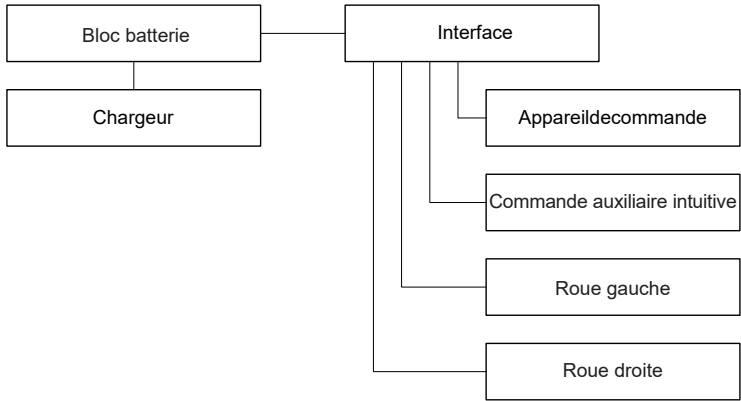 Bloc batterie
Interface
Chargeur
Appareildecommande
Commande auxiliaire intuitive
Roue gauche
Roue droite